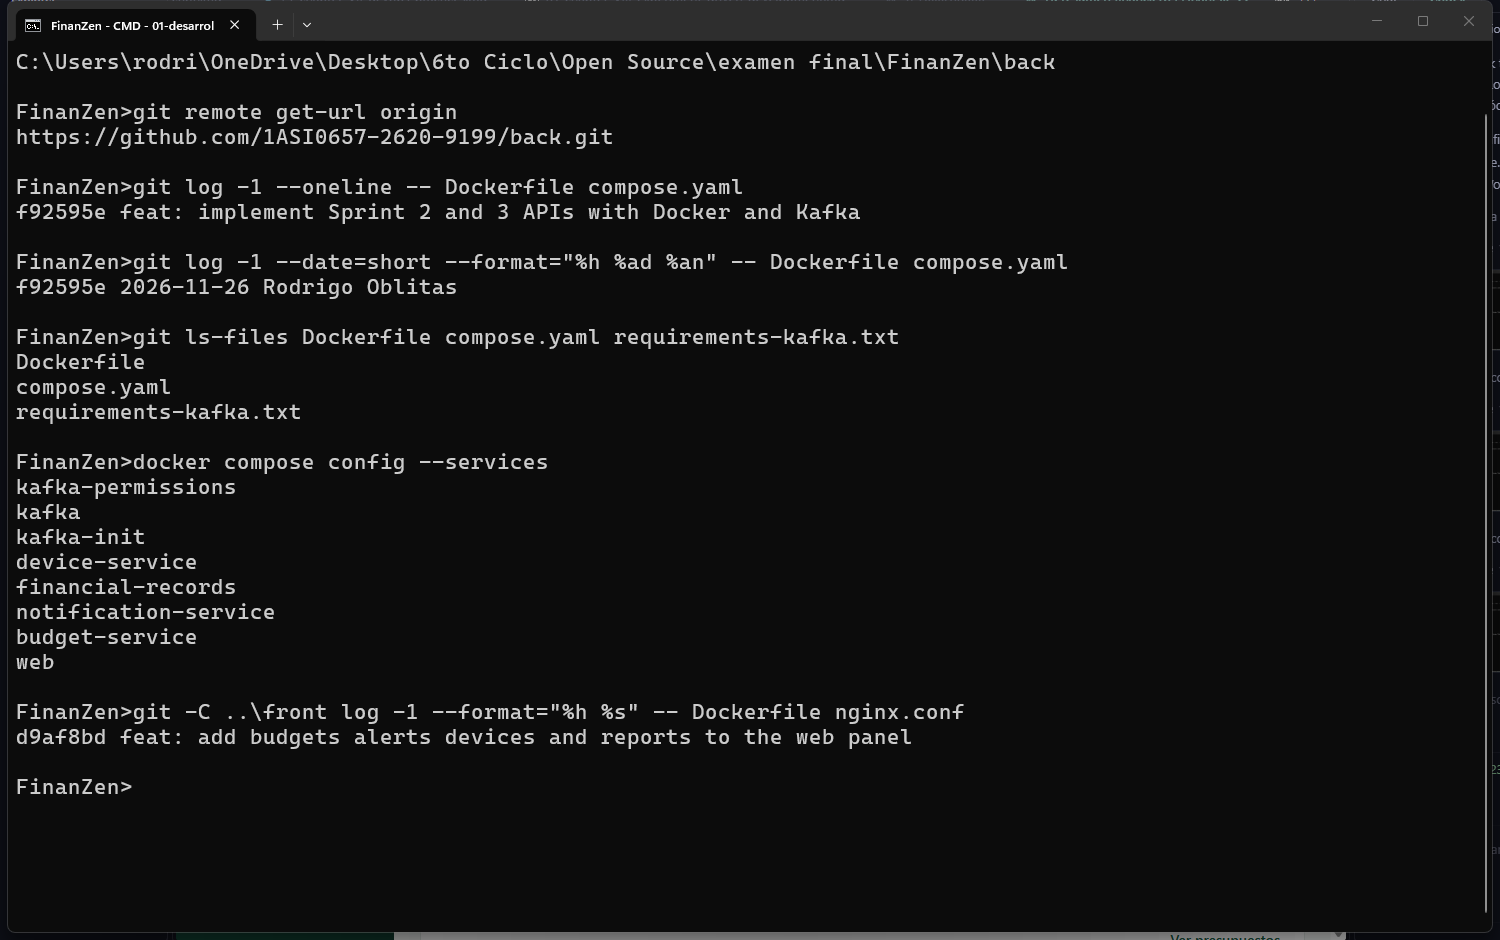 FinanZen - CMD - 01-desarrol
C:\Users\rodri\OneDrive\Desktop\6to Ciclo\Open Source\examen final\FinanZen\back
FinanZen>git remote get-url origin
https://github.com/1ASI0657-2620-9199/back.git
FinanZen>git log -1 --oneline -- Dockerfile compose.yaml
f92595e feat: implement Sprint 2 and 3 APIs with Docker and Kafka
FinanZen>git log -1 --date=short --format="%h %ad %an" -- Dockerfile compose.yaml
f92595e 2026-11-26 Rodrigo Oblitas
FinanZen>git ls-files Dockerfile compose.yaml requirements-kafka.txt
Dockerfile
compose.yaml
requirements-kafka.txt
FinanZen>docker compose config --services
kafka-permissions
kafka
kafka-init
device-service
financial-records
notification-service
budget-service
web
FinanZen>git -C ..\front log -1 --format="%h %s" -- Dockerfile nginx.conf
d9af8bd feat: add budgets alerts devices and reports to the web panel
FinanZen>
Ver presupuestos